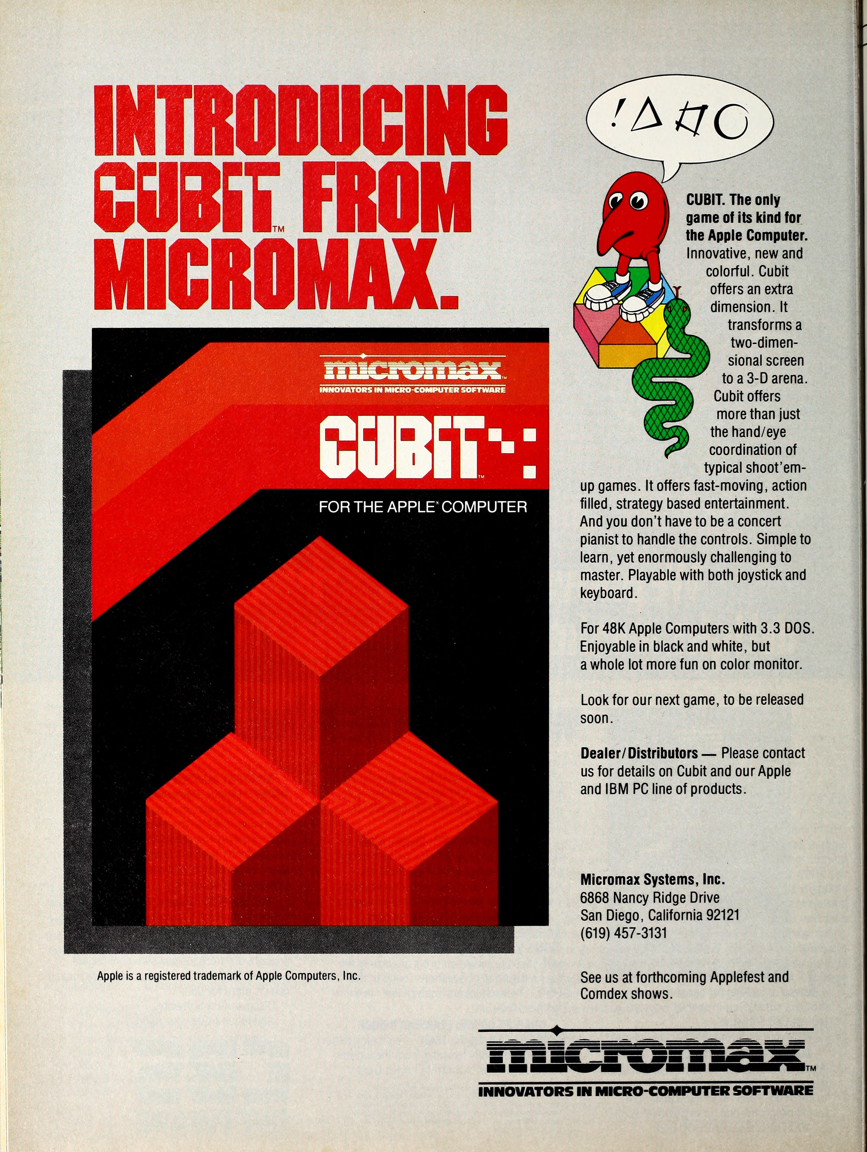 INTRODUCING
CUBIT™ FROM
MICROMAX.
micromax™
INNOVATORS IN MICRO-COMPUTER SOFTWARE
CUBIT™
FOR THE APPLE® COMPUTER
Apple is a registered trademark of Apple Computers, Inc.
CUBIT. The only
game of its kind for
the Apple Computer.
Innovative, new and
colorful. Cubit
offers an extra
dimension. It
transforms a
two-dimen-
sional screen
to a 3-D arena.
Cubit offers
more than just
the hand/eye
coordination of
typical shoot'em-
up games. It offers fast-moving, action
filled, strategy based entertainment.
And you don't have to be a concert
pianist to handle the controls. Simple to
learn, yet enormously challenging to
master. Playable with both joystick and
keyboard.
For 48K Apple Computers with 3.3 DOS.
Enjoyable in black and white, but
a whole lot more fun on color monitor.
Look for our next game, to be released
soon.
Dealer/Distributors — Please contact
us for details on Cubit and our Apple
and IBM PC line of products.
Micromax Systems, Inc.
6868 Nancy Ridge Drive
San Diego, California 92121
(619) 457-3131
See us at forthcoming Applefest and
Comdex shows.
micromax™
INNOVATORS IN MICRO-COMPUTER SOFTWARE